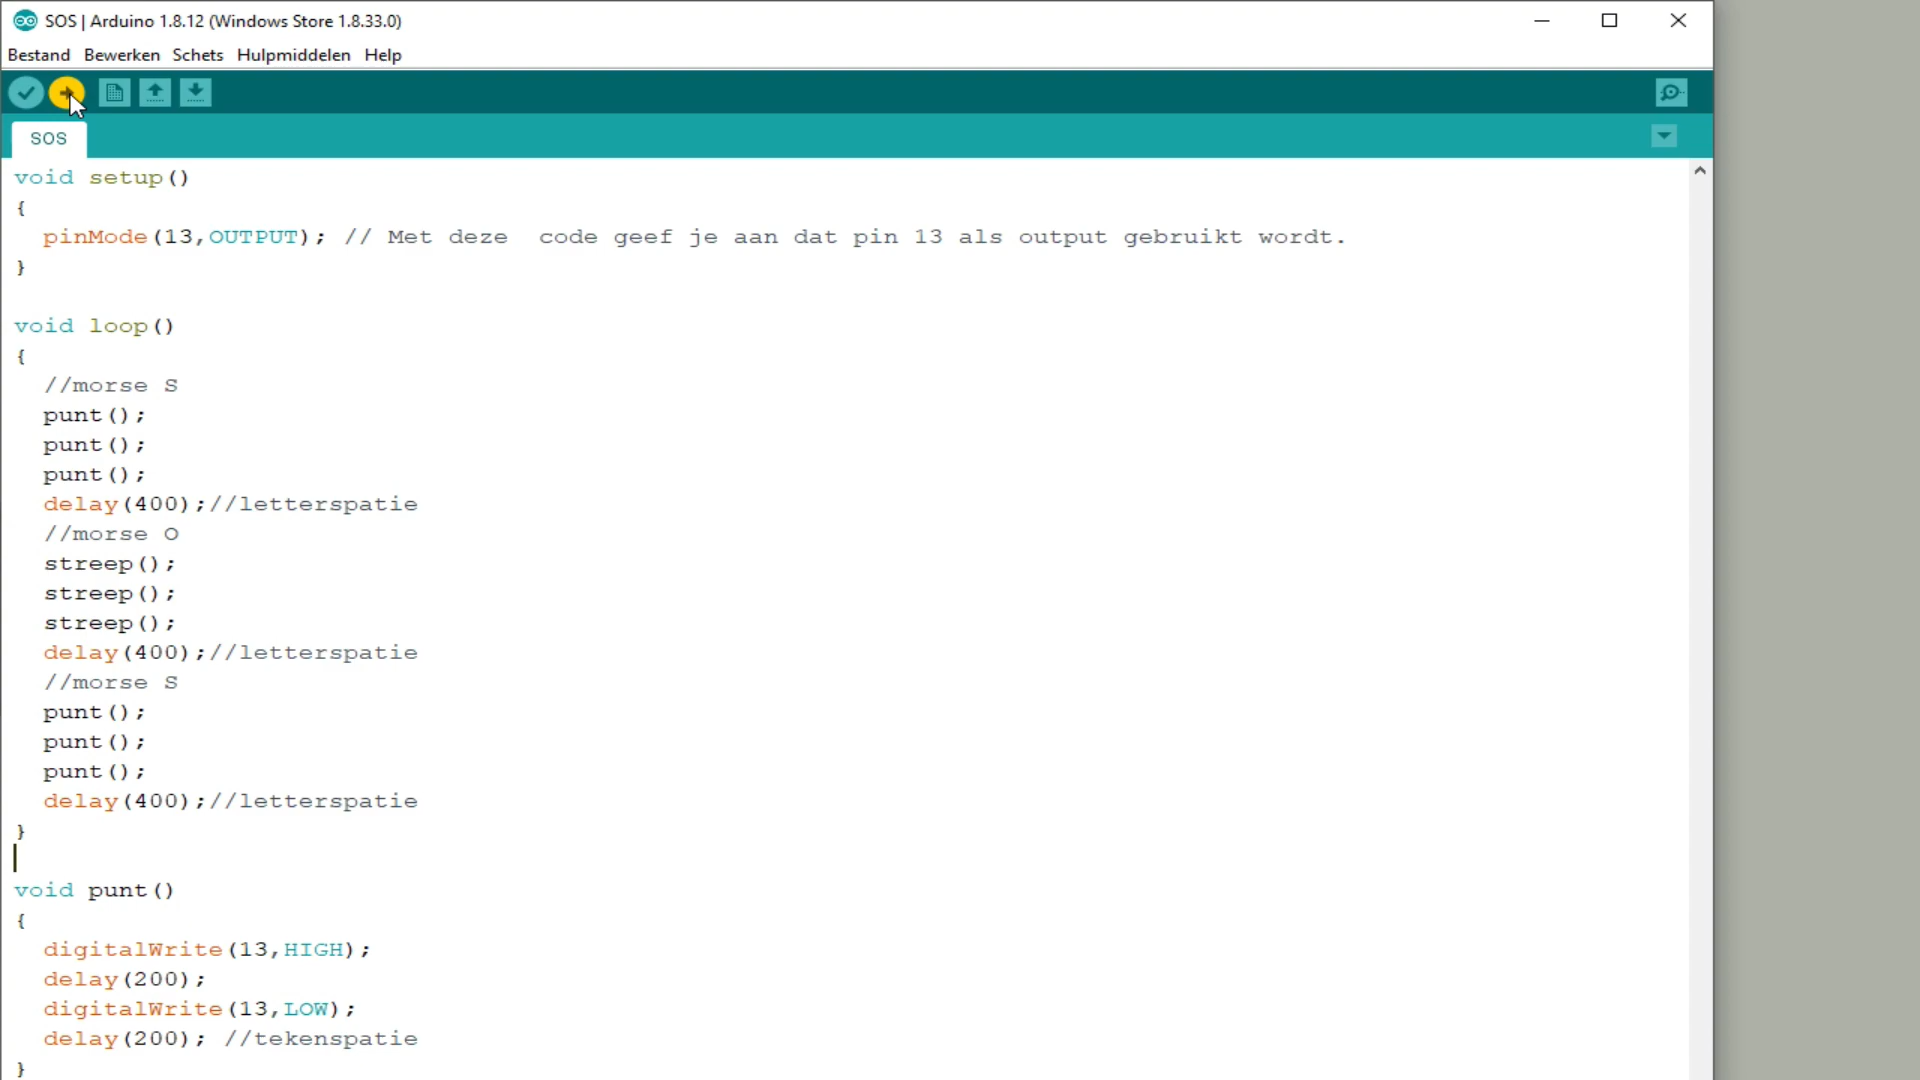 SOS | Arduino 1.8.12 (Windows Store 1.8.33.0)
Bestand Bewerken Schets Hulpmiddelen Help
SOS
void setup()
{
  pinMode(13,OUTPUT); // Met deze  code geef je aan dat pin 13 als output gebruikt wordt.
}

void loop()
{
  //morse S
  punt();
  punt();
  punt();
  delay(400);//letterspatie
  //morse O
  streep();
  streep();
  streep();
  delay(400);//letterspatie
  //morse S
  punt();
  punt();
  punt();
  delay(400);//letterspatie
}

void punt()
{
  digitalWrite(13,HIGH);
  delay(200);
  digitalWrite(13,LOW);
  delay(200); //tekenspatie
}